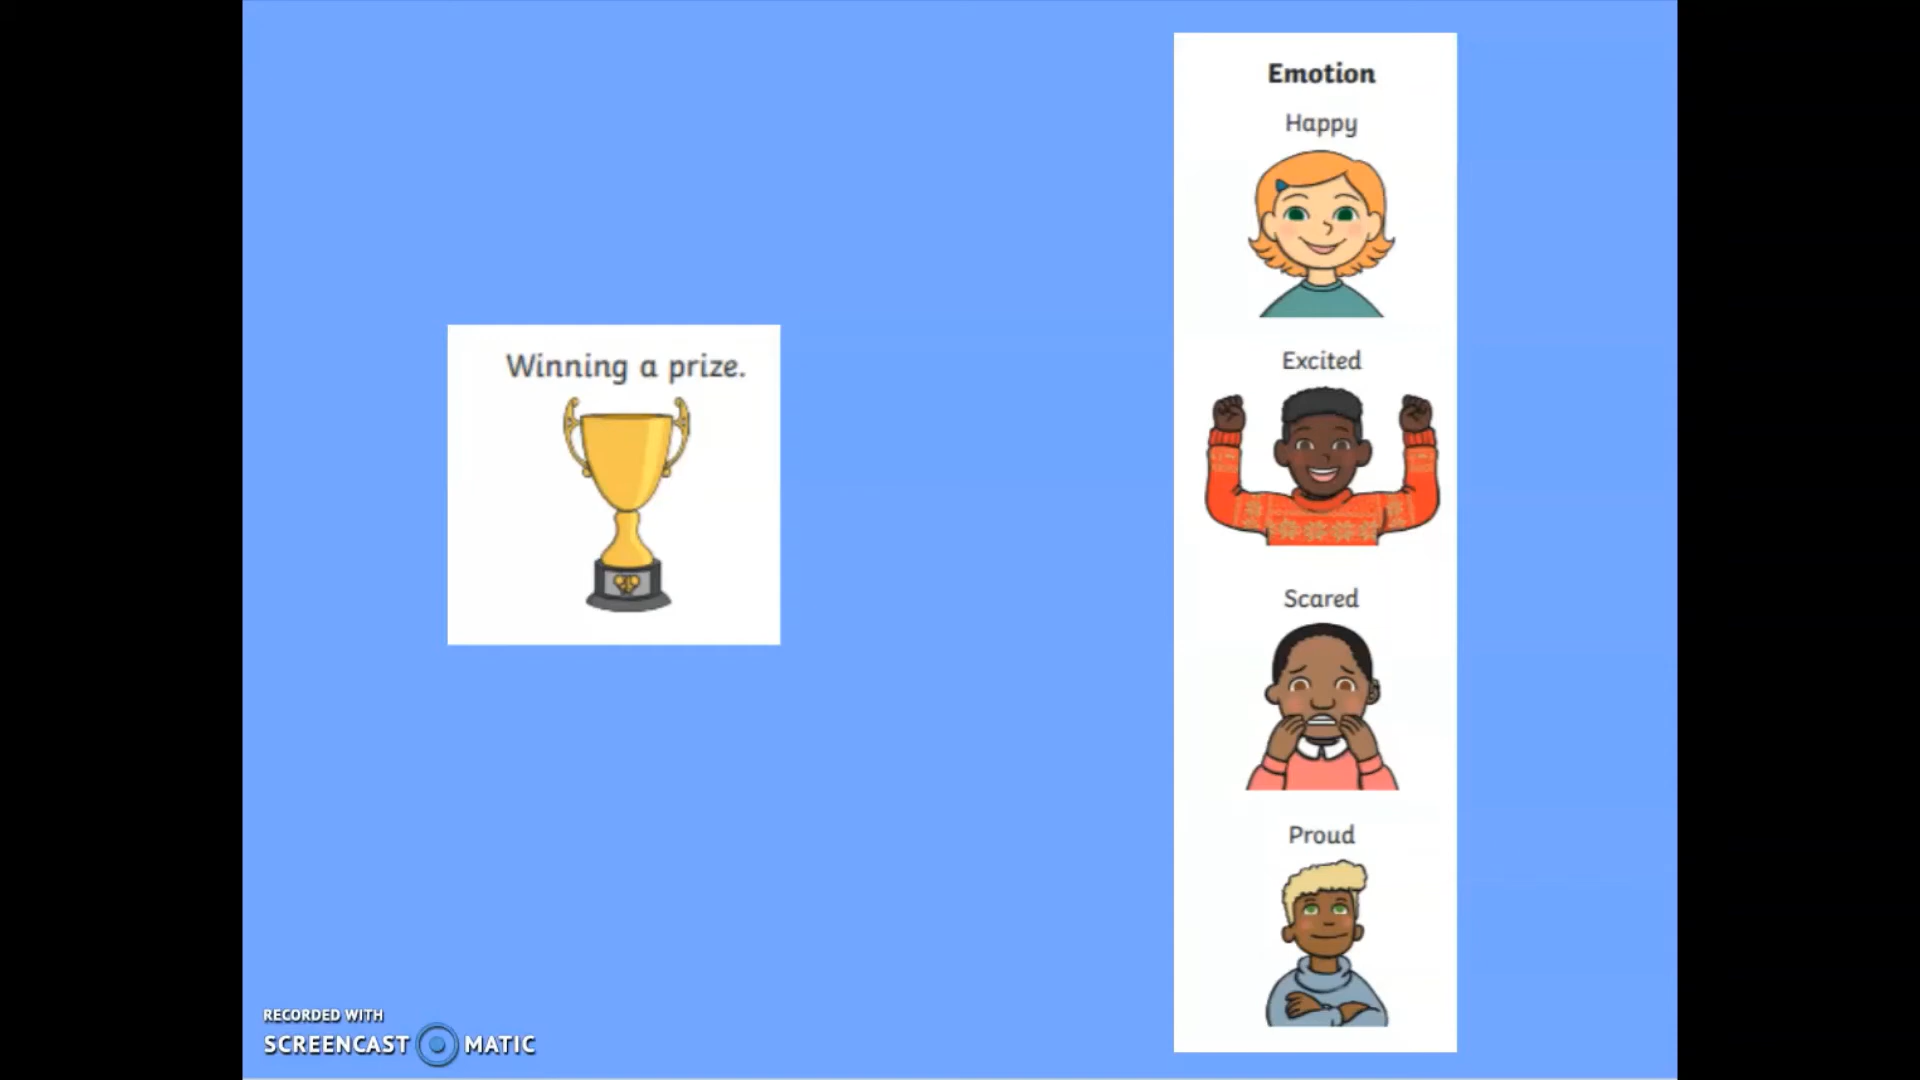 Winning a prize.
Emotion
Happy
Excited
Scared
Proud
RECORDED WITH
SCREENCAST MATIC